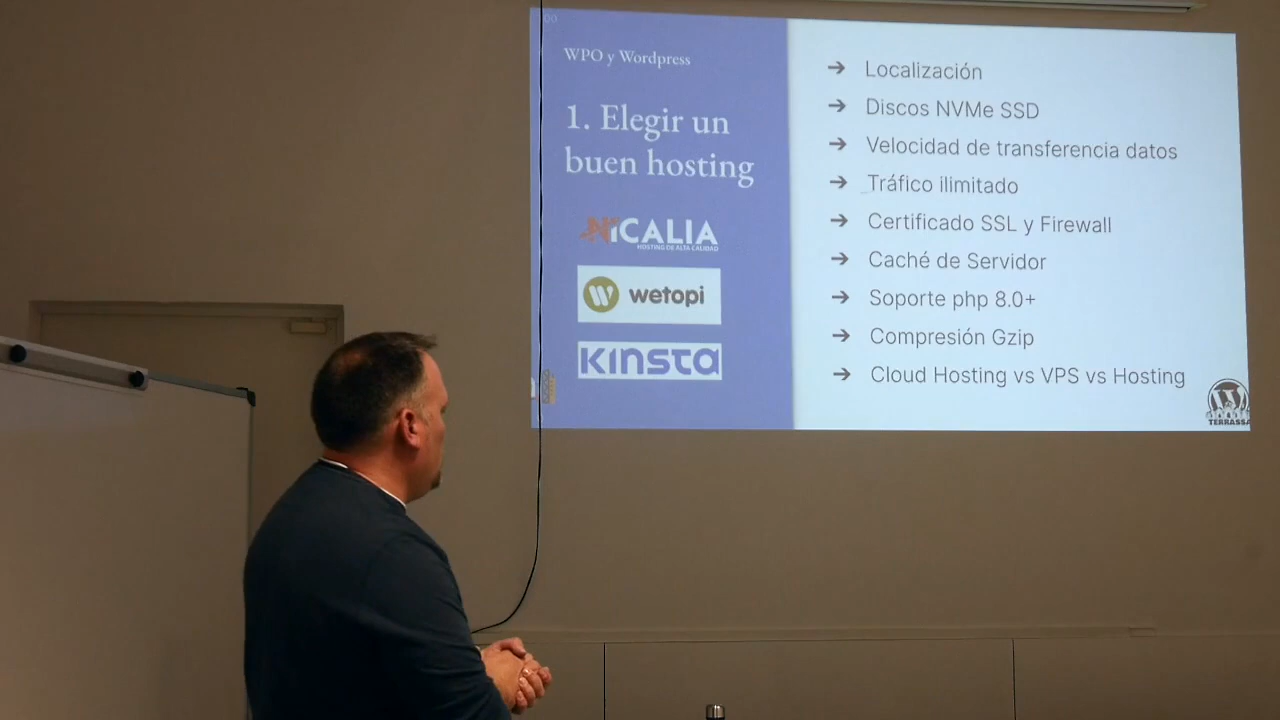 WPO y Wordpress
1. Elegir un
buen hosting
NiCALIA
HOSTING DE ALTA CALIDAD
wetopi
KINSTA
Localización
Discos NVMe SSD
Velocidad de transferencia datos
Tráfico ilimitado
Certificado SSL y Firewall
Caché de Servidor
Soporte php 8.0+
Compresión Gzip
Cloud Hosting vs VPS vs Hosting
TERRASSA